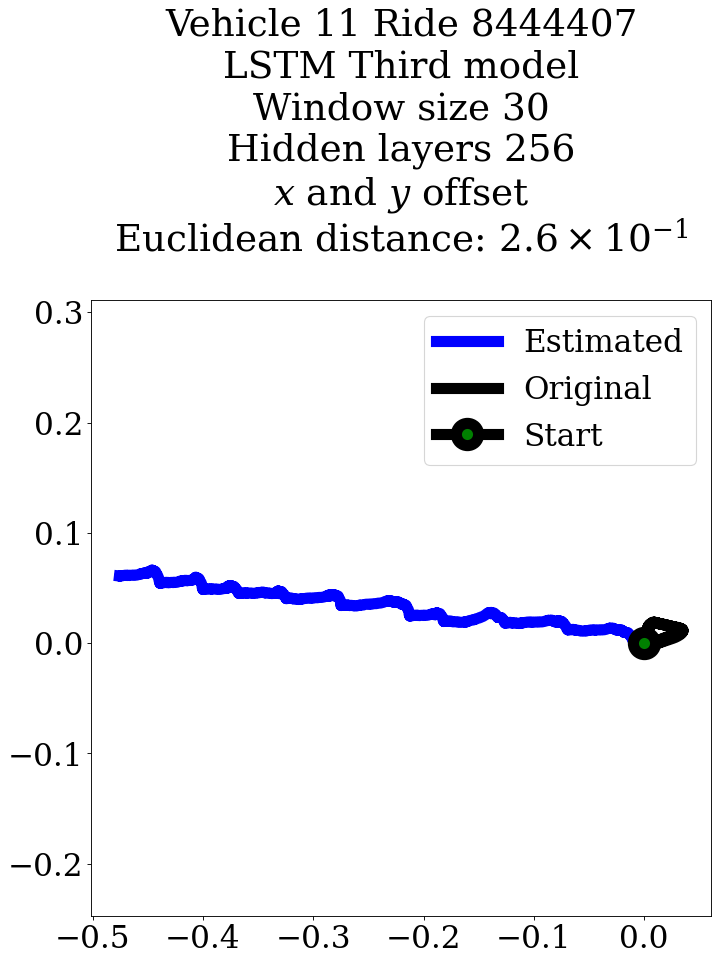 Vehicle 11 Ride 8444407
LSTM Third model
Window size 30
Hidden layers 256
x and y offset
Euclidean distance: 2.6 × 10⁻¹
Estimated
Original
Start
0.3
0.2
0.1
0.0
−0.1
−0.2
−0.5 −0.4 −0.3 −0.2 −0.1 0.0